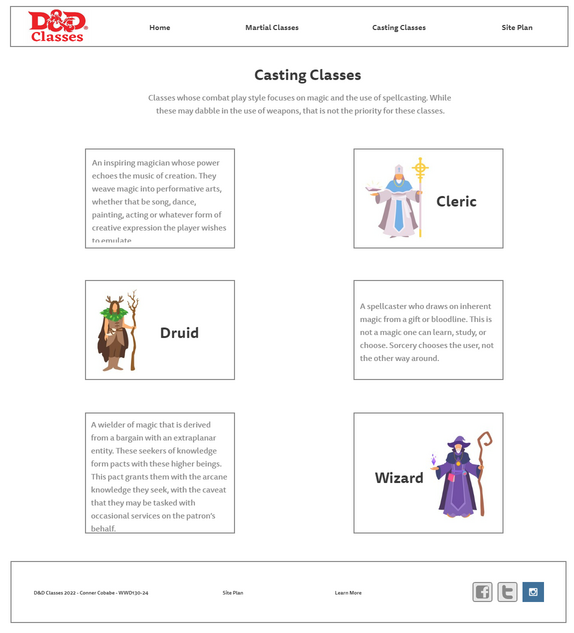 D&D
Classes
Home
Martial Classes
Casting Classes
Site Plan
Casting Classes
Classes whose combat play style focuses on magic and the use of spellcasting. While
these may dabble in the use of weapons, that is not the priority for these classes.
An inspiring magician whose power
echoes the music of creation. They
weave magic into performative arts,
whether that be song, dance,
painting, acting or whatever form of
creative expression the player wishes
to emulate
Cleric
Druid
A spellcaster who draws on inherent
magic from a gift or bloodline. This is
not a magic one can learn, study, or
choose. Sorcery chooses the user, not
the other way around.
A wielder of magic that is derived
from a bargain with an extraplanar
entity. These seekers of knowledge
form pacts with these higher beings.
This pact grants them with the arcane
knowledge they seek, with the caveat
that they may be tasked with
occasional services on the patron's
behalf.
Wizard
D&D Classes 2022 - Conner Cobabe - WWD130-24
Site Plan
Learn More